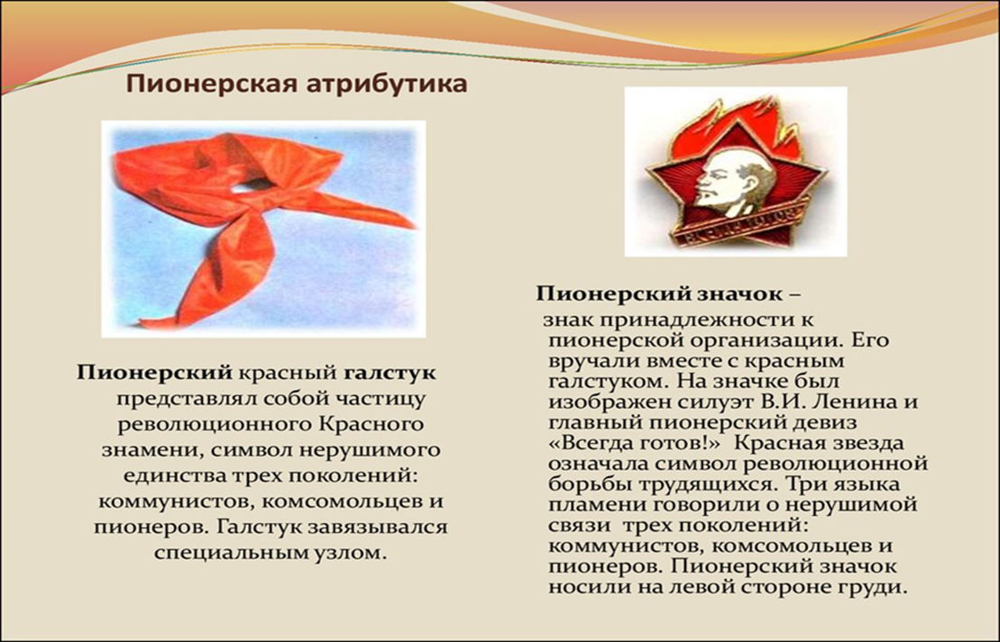 Пионерская атрибутика
Пионерский красный галстук
представлял собой частицу
революционного Красного
знамени, символ нерушимого
единства трех поколений:
коммунистов, комсомольцев и
пионеров. Галстук завязывался
специальным узлом.
ВСЕГДА ГОТОВ
Пионерский значок –
знак принадлежности к
пионерской организации. Его
вручали вместе с красным
галстуком. На значке был
изображен силуэт В.И. Ленина и
главный пионерский девиз
«Всегда готов!» Красная звезда
означала символ революционной
борьбы трудящихся. Три языка
пламени говорили о нерушимой
связи трех поколений:
коммунистов, комсомольцев и
пионеров. Пионерский значок
носили на левой стороне груди.